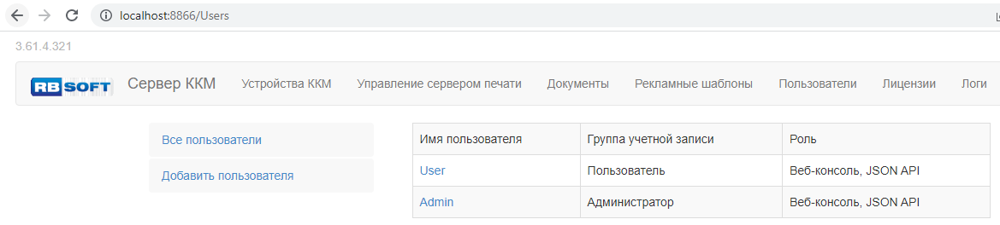 localhost:8866/Users
3.61.4.321
RB SOFT Сервер ККМ Устройства ККМ Управление сервером печати Документы Рекламные шаблоны Пользователи Лицензии Логи
Все пользователи
Добавить пользователя
Имя пользователя Группа учетной записи Роль
User Пользователь Веб-консоль, JSON API
Admin Администратор Веб-консоль, JSON API